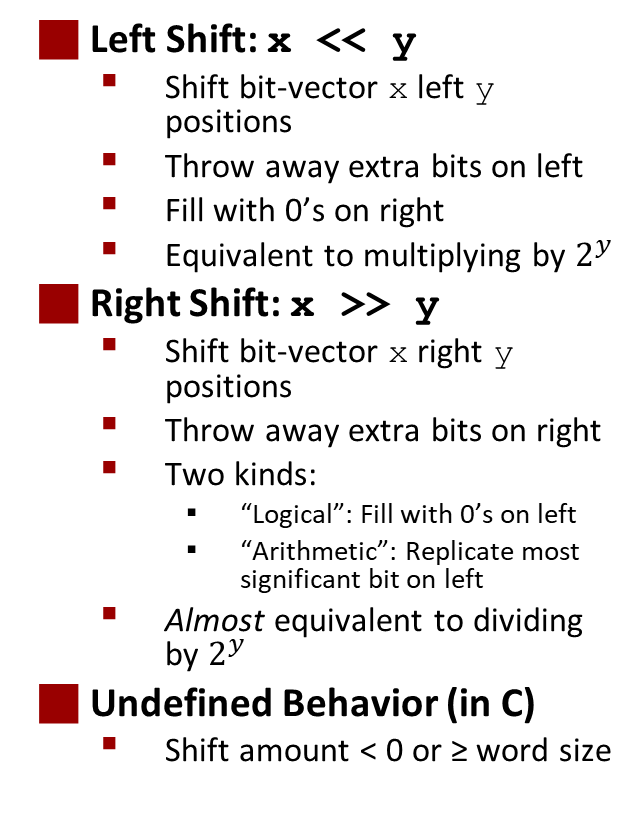 Left Shift: x << y
Shift bit-vector x left y
positions
Throw away extra bits on left
Fill with 0’s on right
Equivalent to multiplying by 2^y
Right Shift: x >> y
Shift bit-vector x right y
positions
Throw away extra bits on right
Two kinds:
“Logical”: Fill with 0’s on left
“Arithmetic”: Replicate most
significant bit on left
Almost equivalent to dividing
by 2^y
Undefined Behavior (in C)
Shift amount < 0 or ≥ word size